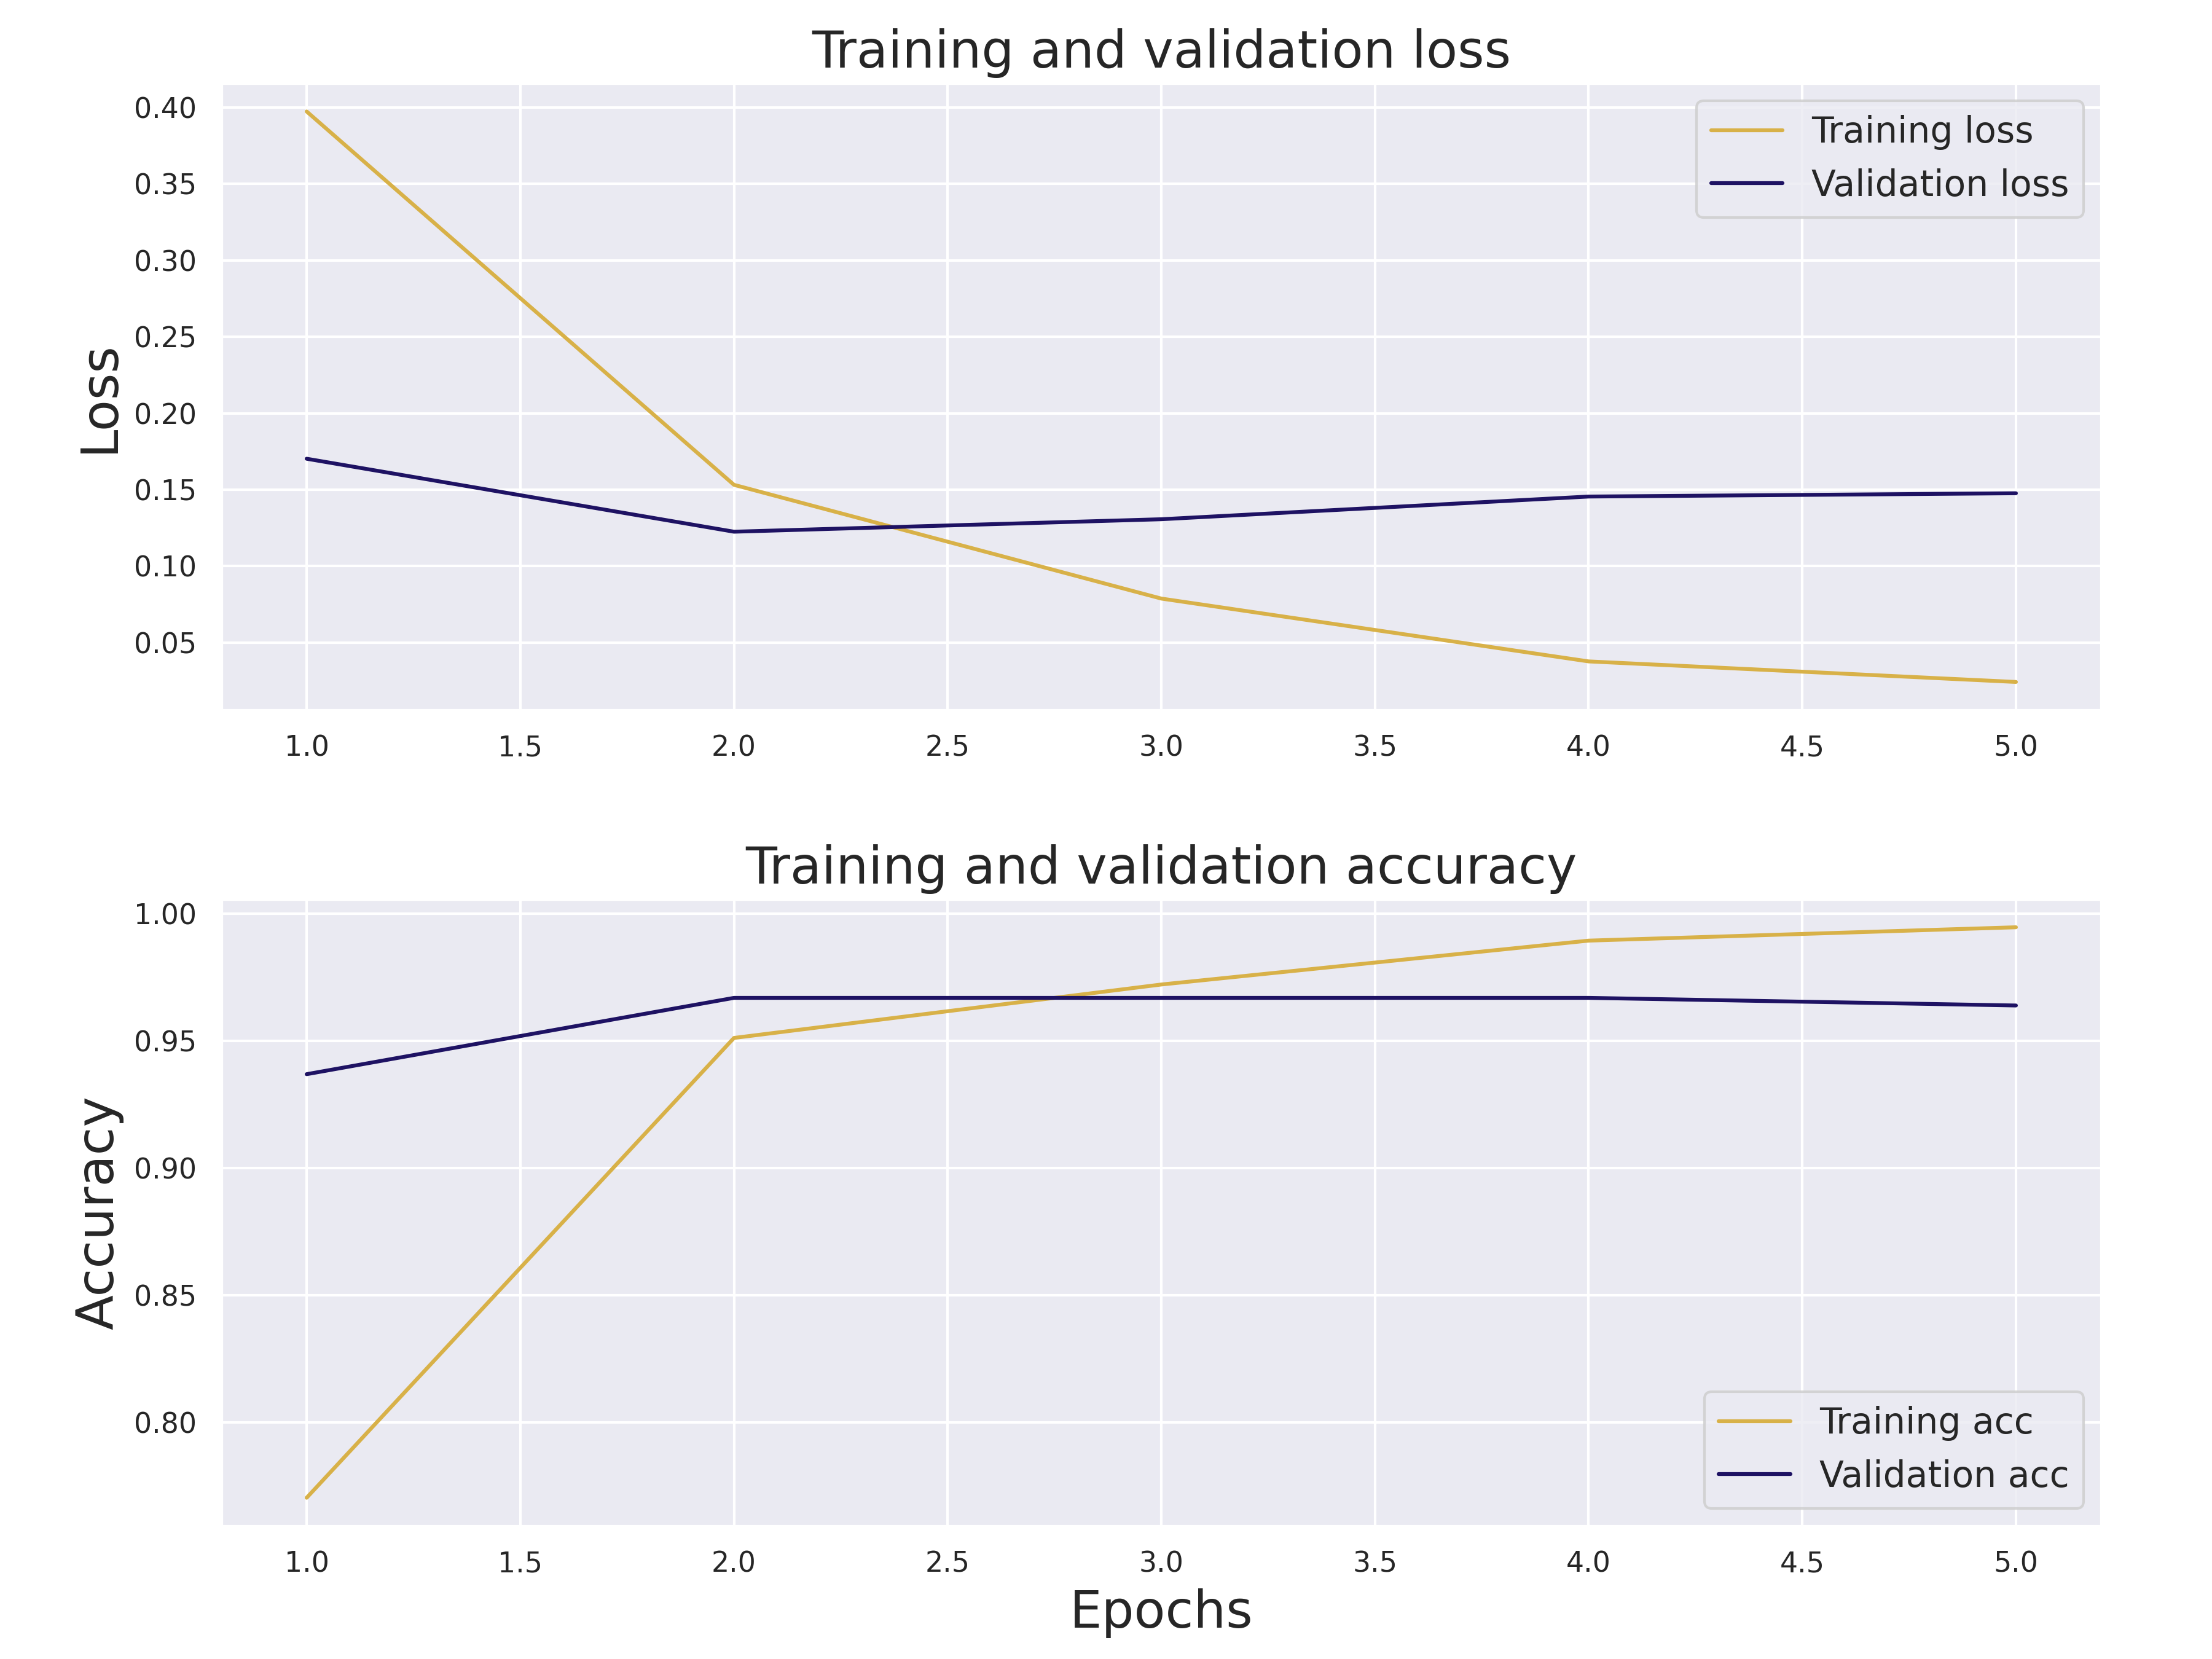 Training and validation loss
0.40
0.35
0.30
0.25
0.20
0.15
0.10
0.05
Loss
Training loss
Validation loss
1.0 1.5 2.0 2.5 3.0 3.5 4.0 4.5 5.0
Training and validation accuracy
1.00
0.95
0.90
0.85
0.80
Accuracy
Training acc
Validation acc
1.0 1.5 2.0 2.5 3.0 3.5 4.0 4.5 5.0
Epochs